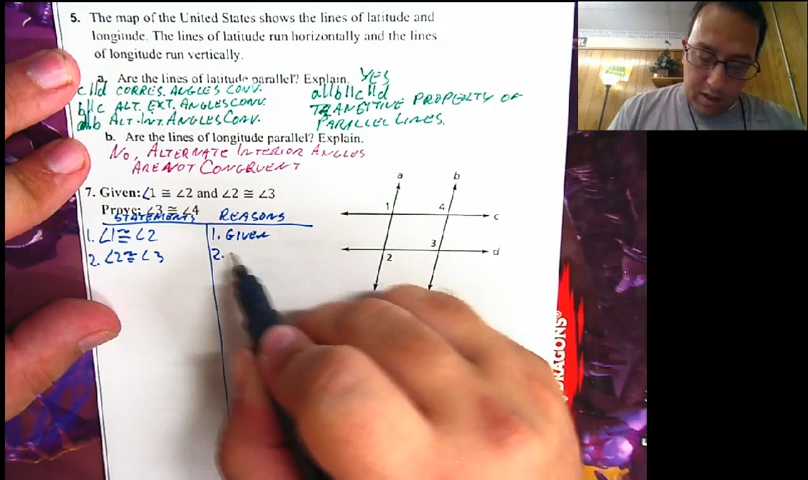 5. The map of the United States shows the lines of latitude and
longitude. The lines of latitude run horizontally and the lines
of longitude run vertically.
a. Are the lines of latitude parallel? Explain. YES
c||d CORRES. ANGLES CONV.
b||c ALT. EXT. ANGLES CONV.
a||b ALT. INT. ANGLES CONV.
a||b||c||d
TRANSITIVE PROPERTY OF
PARALLEL LINES.
b. Are the lines of longitude parallel? Explain.
NO, ALTERNATE INTERIOR ANGLES
ARE NOT CONGRUENT
7. Given: ∠1 ≅ ∠2 and ∠2 ≅ ∠3
Prove: ∠3 ≅ ∠4
STATEMENTS REASONS
1. ∠1 ≅ ∠2 1. GIVEN
2. ∠2 ≅ ∠3 2.
a b
1 4 c
3
2 d
DRAGONS®